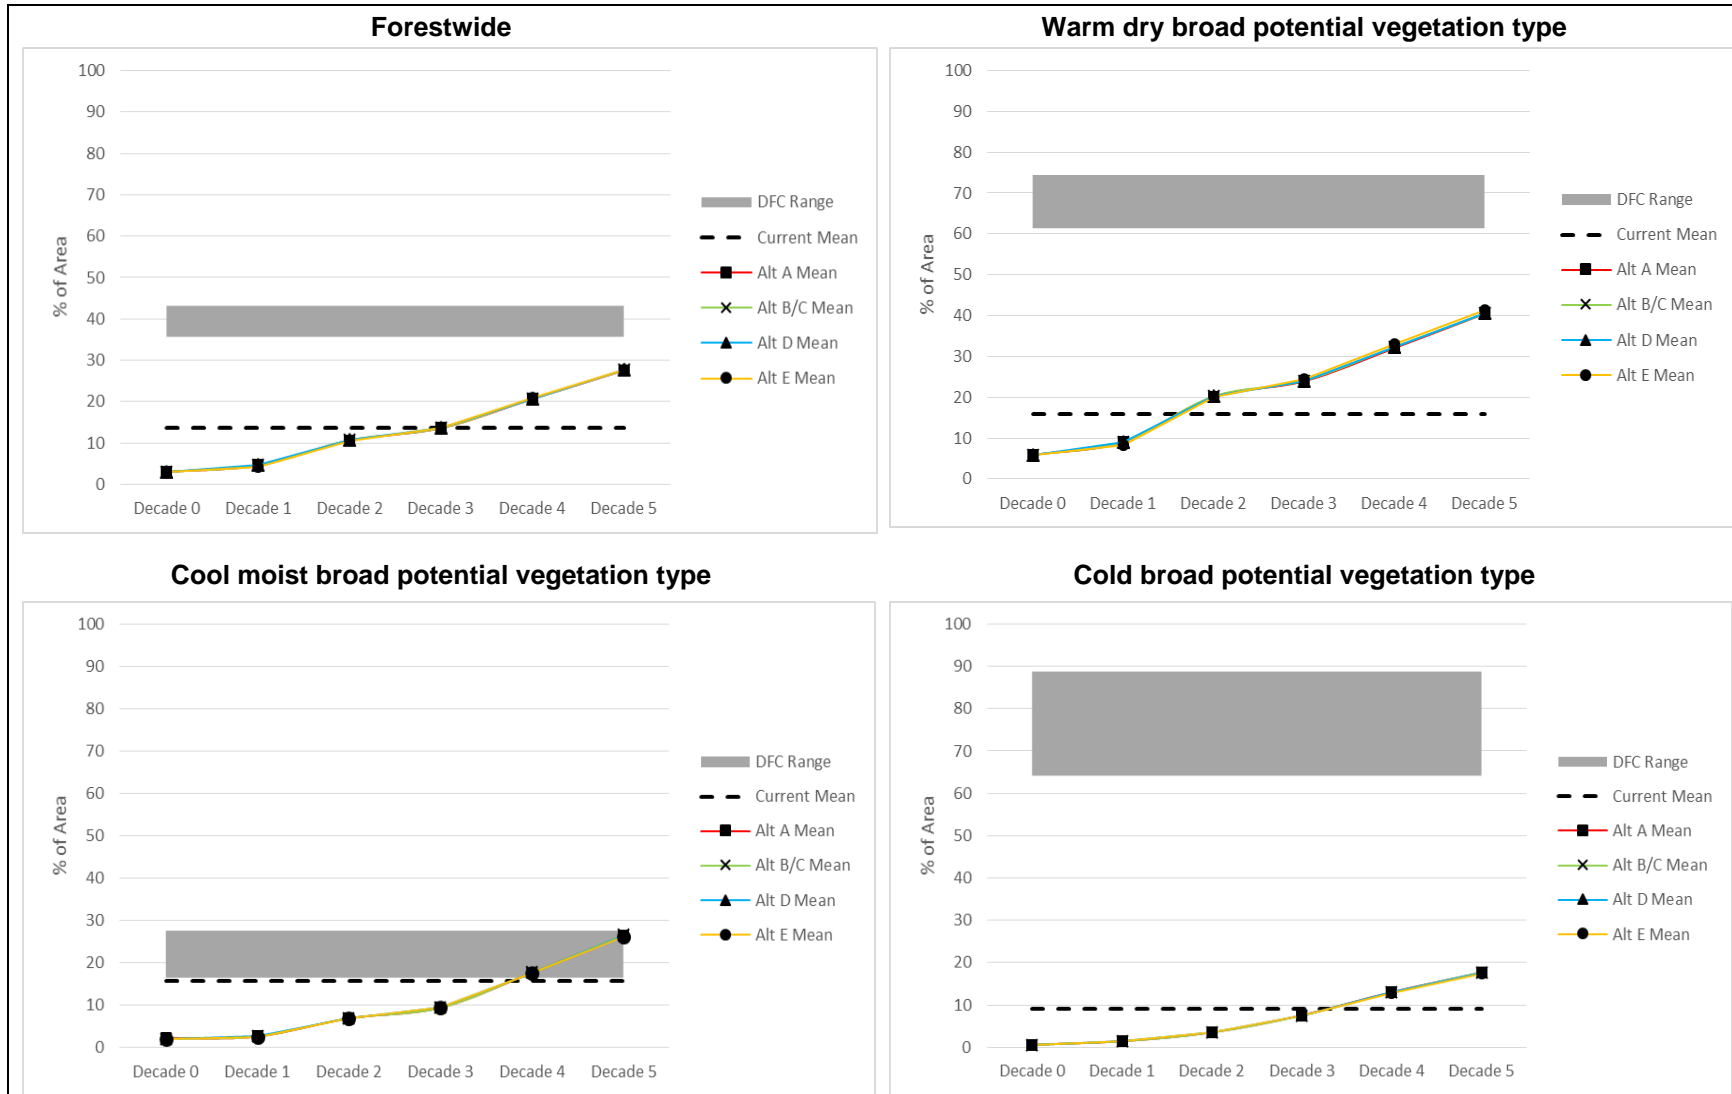 Forestwide
100
90
80
70
60
50
40
30
20
10
0
% of Area
Decade 0 Decade 1 Decade 2 Decade 3 Decade 4 Decade 5
DFC Range
Current Mean
Alt A Mean
Alt B/C Mean
Alt D Mean
Alt E Mean
Warm dry broad potential vegetation type
100
90
80
70
60
50
40
30
20
10
0
% of Area
Decade 0 Decade 1 Decade 2 Decade 3 Decade 4 Decade 5
DFC Range
Current Mean
Alt A Mean
Alt B/C Mean
Alt D Mean
Alt E Mean
Cool moist broad potential vegetation type
100
90
80
70
60
50
40
30
20
10
0
% of Area
Decade 0 Decade 1 Decade 2 Decade 3 Decade 4 Decade 5
DFC Range
Current Mean
Alt A Mean
Alt B/C Mean
Alt D Mean
Alt E Mean
Cold broad potential vegetation type
100
90
80
70
60
50
40
30
20
10
0
% of Area
Decade 0 Decade 1 Decade 2 Decade 3 Decade 4 Decade 5
DFC Range
Current Mean
Alt A Mean
Alt B/C Mean
Alt D Mean
Alt E Mean